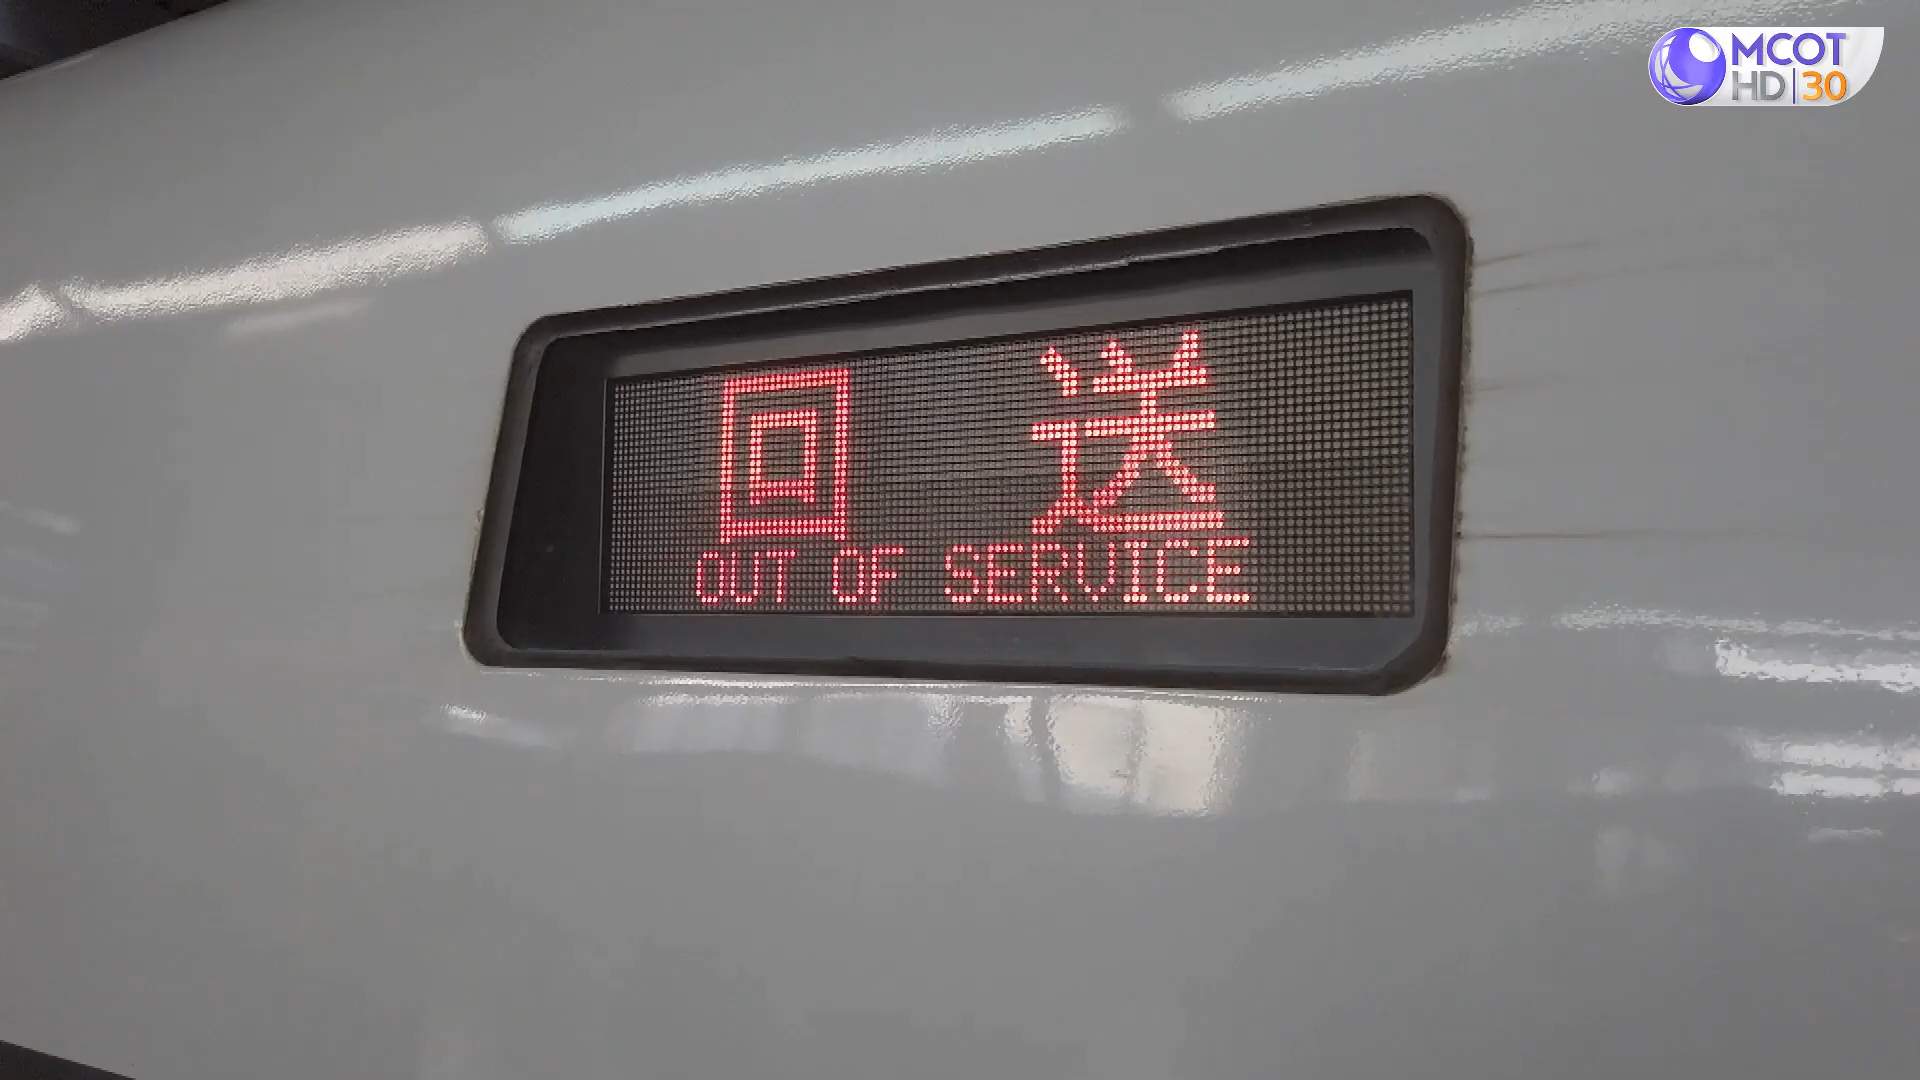 MCOT
HD|30
回送
OUT OF SERVICE